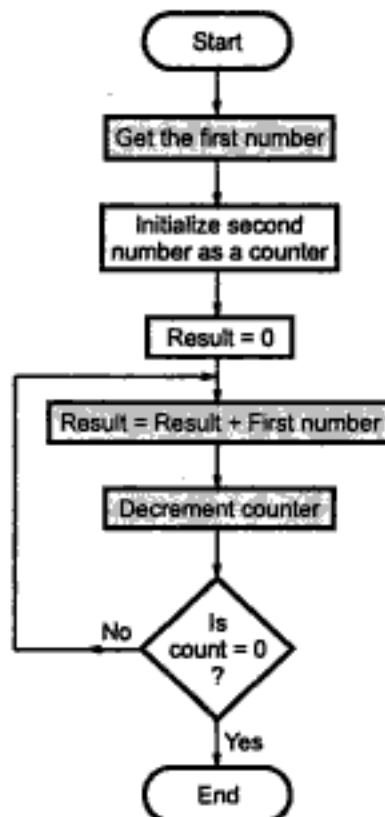 Start
Get the first number
Initialize second
number as a counter
Result = 0
Result = Result + First number
Decrement counter
Is
count = 0
?
No
Yes
End